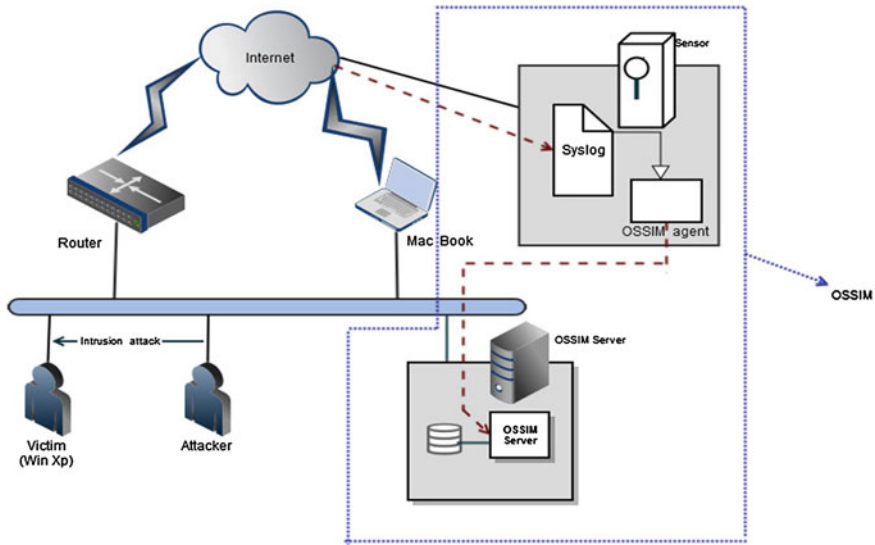 Internet
Sensor
Syslog
OSSIM agent
Router
Mac Book
OSSIM
Intrusion attack
OSSIM Server
OSSIM
Server
Victim
(Win Xp)
Attacker